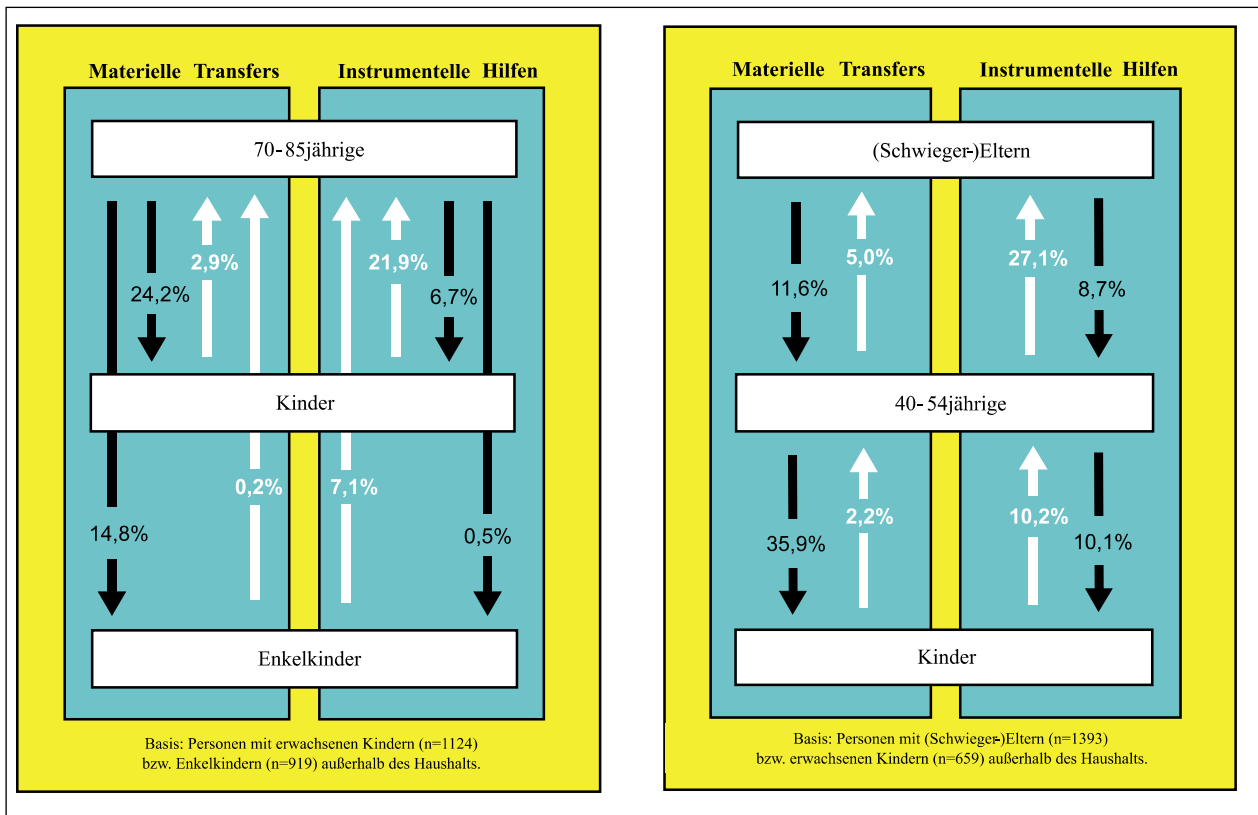 Materielle Transfers Instrumentelle Hilfen
70-85jährige
2,9% 21,9%
24,2% 6,7%
Kinder
0,2% 7,1%
14,8% 0,5%
Enkelkinder
Basis: Personen mit erwachsenen Kindern (n=1124)
bzw. Enkelkindern (n=919) außerhalb des Haushalts.
Materielle Transfers Instrumentelle Hilfen
(Schwieger-)Eltern
5,0% 27,1%
11,6% 8,7%
40-54jährige
2,2% 10,2%
35,9% 10,1%
Kinder
Basis: Personen mit (Schwieger-)Eltern (n=1393)
bzw. erwachsenen Kindern (n=659) außerhalb des Haushalts.